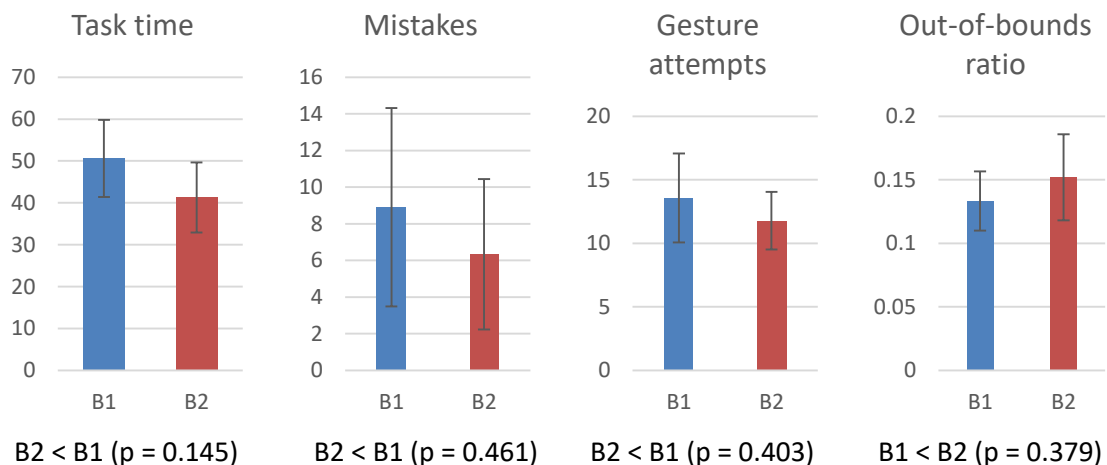 Task time
70
60
50
40
30
20
10
0
B1 B2
B2 < B1 (p = 0.145)
Mistakes
16
14
12
10
8
6
4
2
0
B1 B2
B2 < B1 (p = 0.461)
Gesture
attempts
20
15
10
5
0
B1 B2
B2 < B1 (p = 0.403)
Out-of-bounds
ratio
0.2
0.15
0.1
0.05
0
B1 B2
B1 < B2 (p = 0.379)